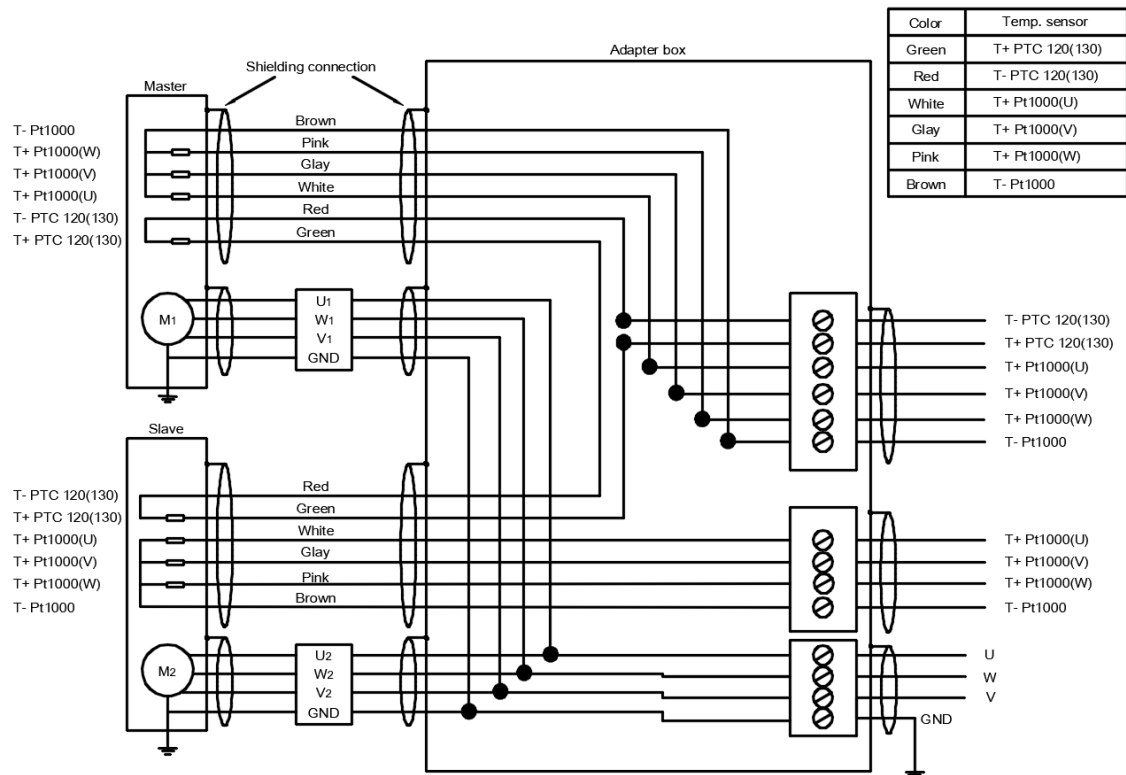 Color Temp. sensor
Green T+ PTC 120(130)
Red T- PTC 120(130)
White T+ Pt1000(U)
Glay T+ Pt1000(V)
Pink T+ Pt1000(W)
Brown T- Pt1000
Adapter box
Shielding connection
Master
T- Pt1000
T+ Pt1000(W)
T+ Pt1000(V)
T+ Pt1000(U)
T- PTC 120(130)
T+ PTC 120(130)
Brown
Pink
Glay
White
Red
Green
M1
U1
W1
V1
GND
T- PTC 120(130)
T+ PTC 120(130)
T+ Pt1000(U)
T+ Pt1000(V)
T+ Pt1000(W)
T- Pt1000
Slave
T- PTC 120(130)
T+ PTC 120(130)
T+ Pt1000(U)
T+ Pt1000(V)
T+ Pt1000(W)
T- Pt1000
Red
Green
White
Glay
Pink
Brown
T+ Pt1000(U)
T+ Pt1000(V)
T+ Pt1000(W)
T- Pt1000
M2
U2
W2
V2
GND
U
W
V
GND